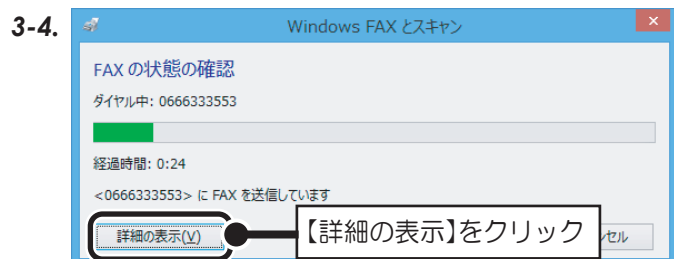 3-4.
Windows FAX とスキャン
FAX の状態の確認
ダイヤル中: 0666333553
経過時間: 0:24
<0666333553> に FAX を送信しています
詳細の表示(V)
【詳細の表示】をクリック
セル